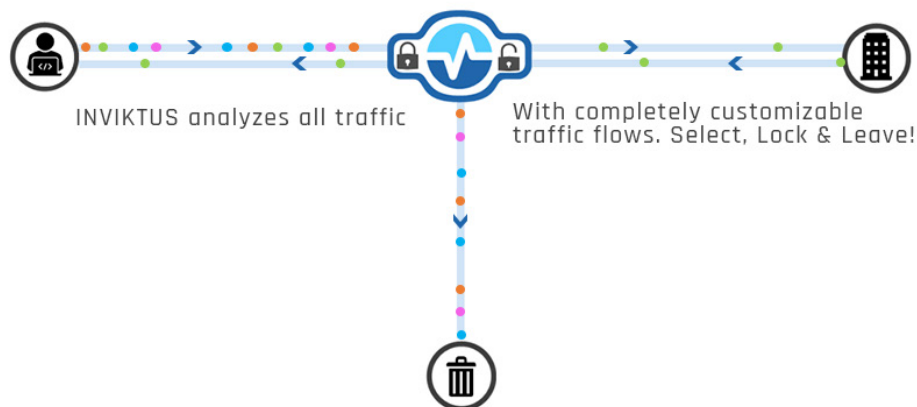 INVIKTUS analyzes all traffic
With completely customizable
traffic flows. Select, Lock & Leave!